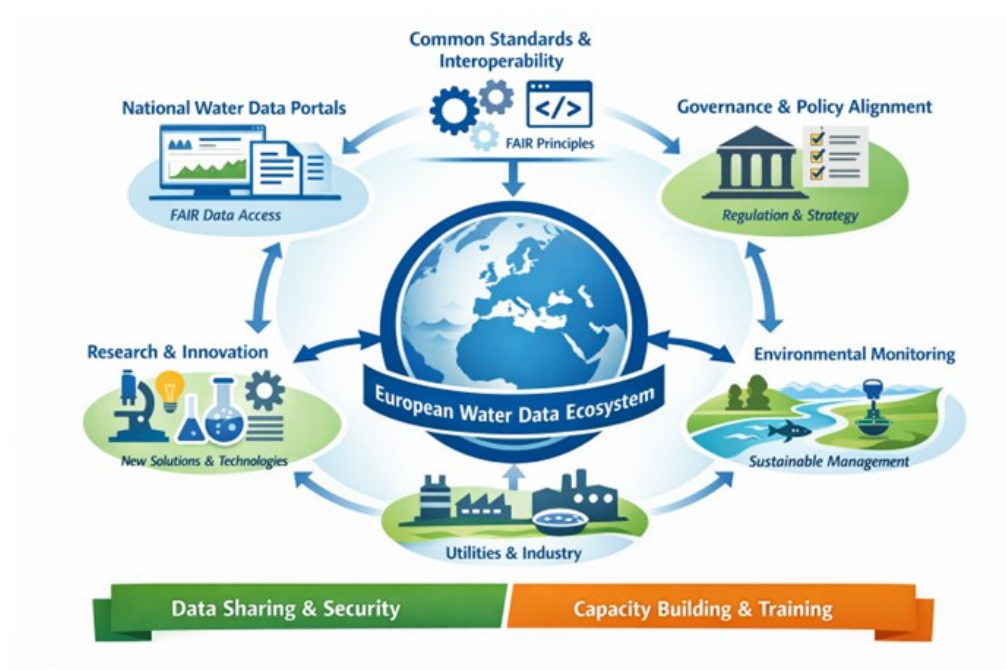 Common Standards &
Interoperability
</>
FAIR Principles
National Water Data Portals
FAIR Data Access
Governance & Policy Alignment
Regulation & Strategy
European Water Data Ecosystem
Research & Innovation
New Solutions & Technologies
Environmental Monitoring
Sustainable Management
Utilities & Industry
Data Sharing & Security
Capacity Building & Training